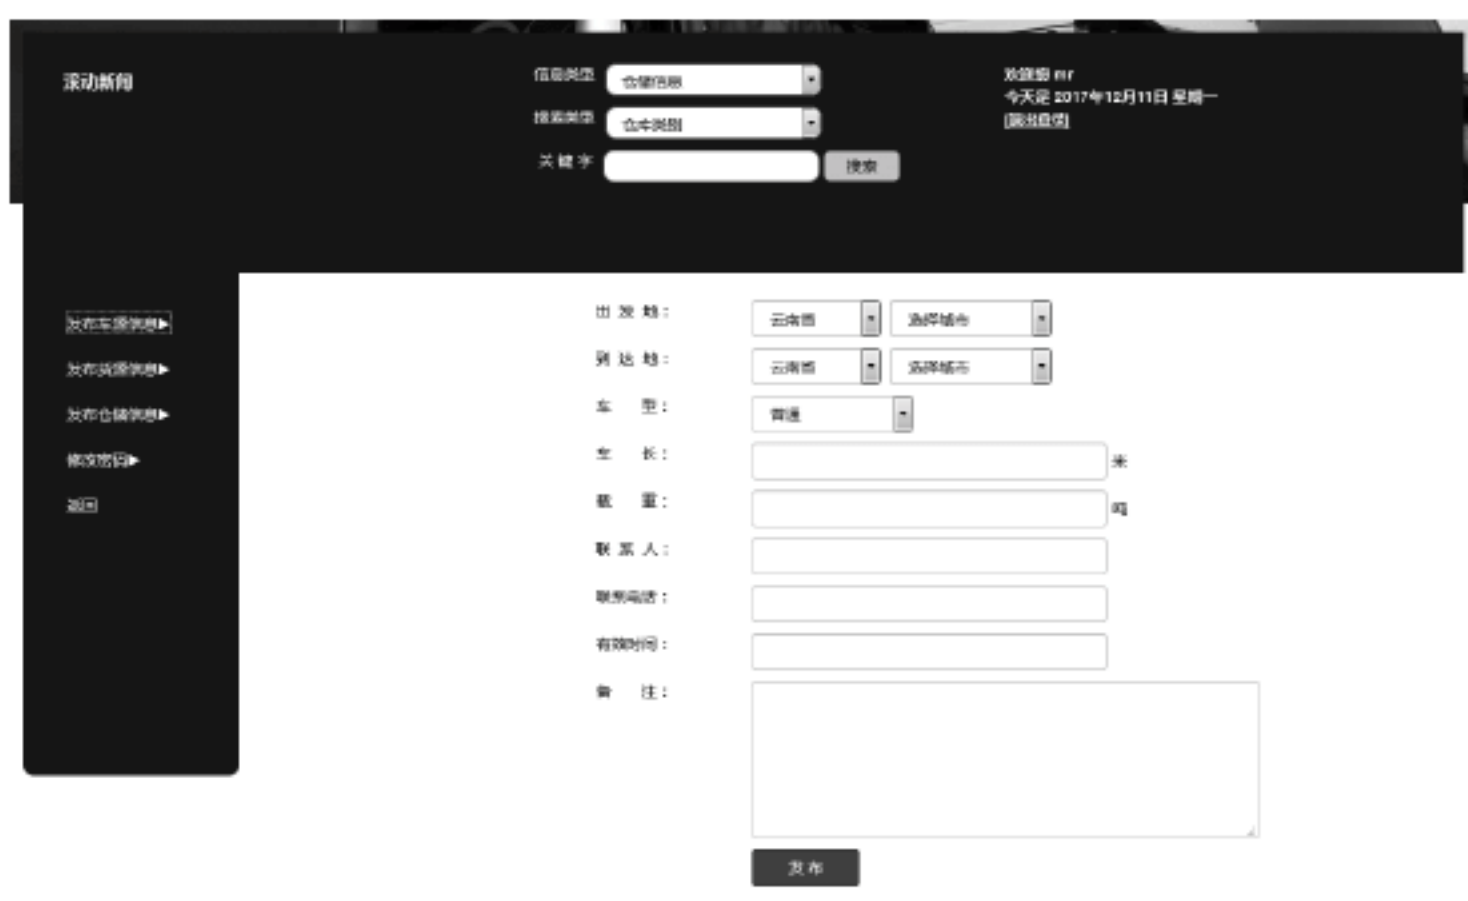 滚动新闻
信息类型 仓储信息
搜索类型 仓库类别
关 键 字 搜索
欢迎您 mr
今天是 2017年12月11日 星期一
[退出登录]
发布车源信息▶
发布货源信息▶
发布仓储信息▶
修改密码▶
返回
出 发 地： 云南省 选择城市
到 达 地： 云南省 选择城市
车 型： 普通
车 长： 米
载 重： 吨
联 系 人：
联系电话：
有效时间：
备 注：
发 布